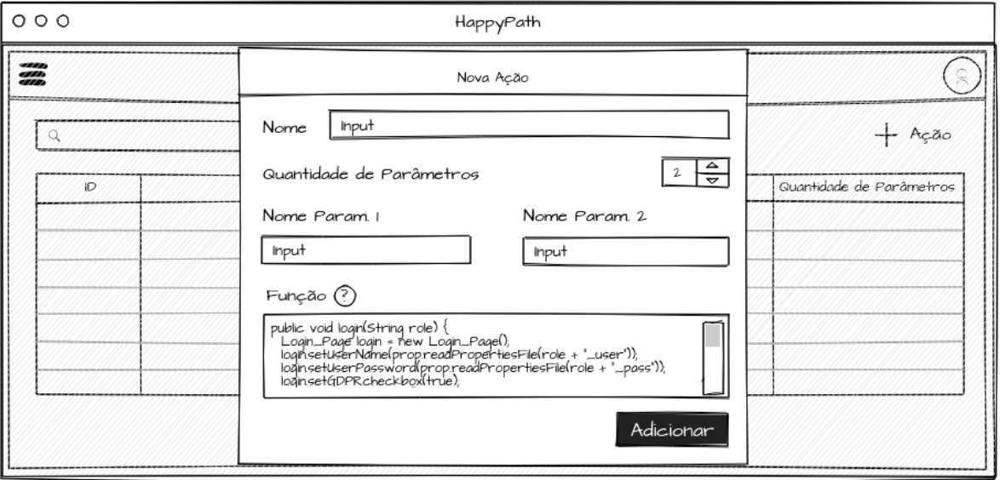 HappyPath
Nova Ação
Nome
Input
+ Ação
Quantidade de Parâmetros
2
ID
Quantidade de Parâmetros
Nome Param. 1
Nome Param. 2
Input
Input
Função ?
public void login(String role) {
Login_Page login = new Login_Page();
login.setUserName(prop.readPropertiesFile(role + "_user"));
login.setUserPassword(prop.readPropertiesFile(role + "_pass"));
login.setGDPRcheckbox(true);
Adicionar